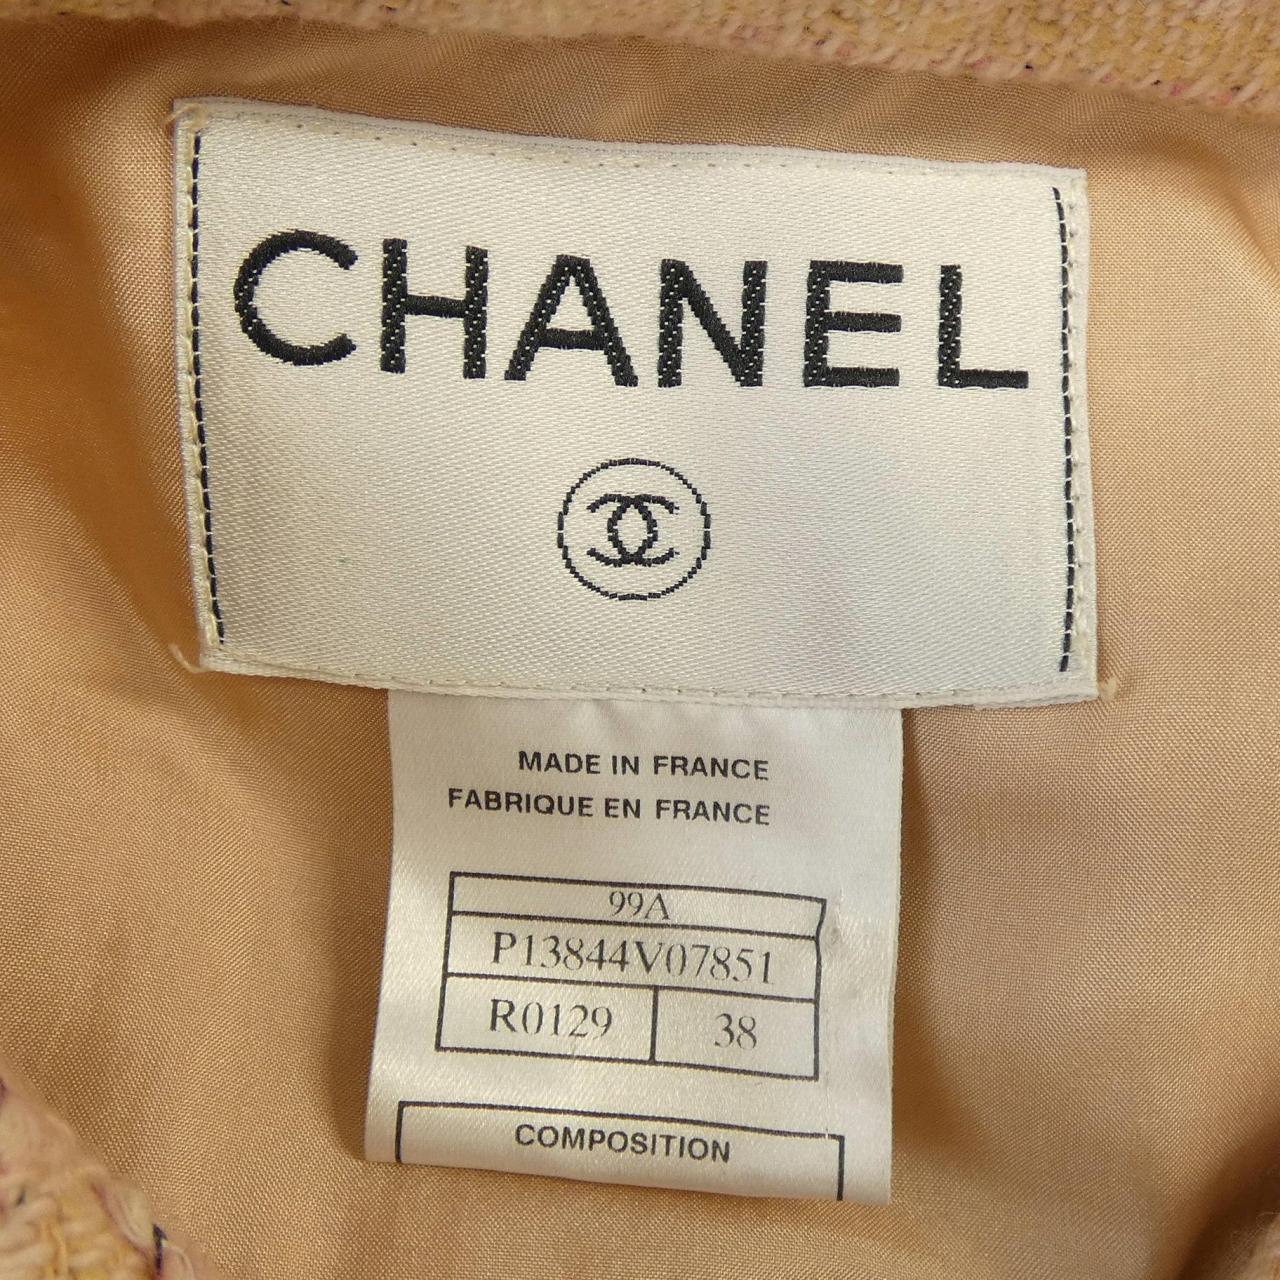 CHANEL
MADE IN FRANCE
FABRIQUE EN FRANCE
99A
P13844V07851
R0129 38
COMPOSITION